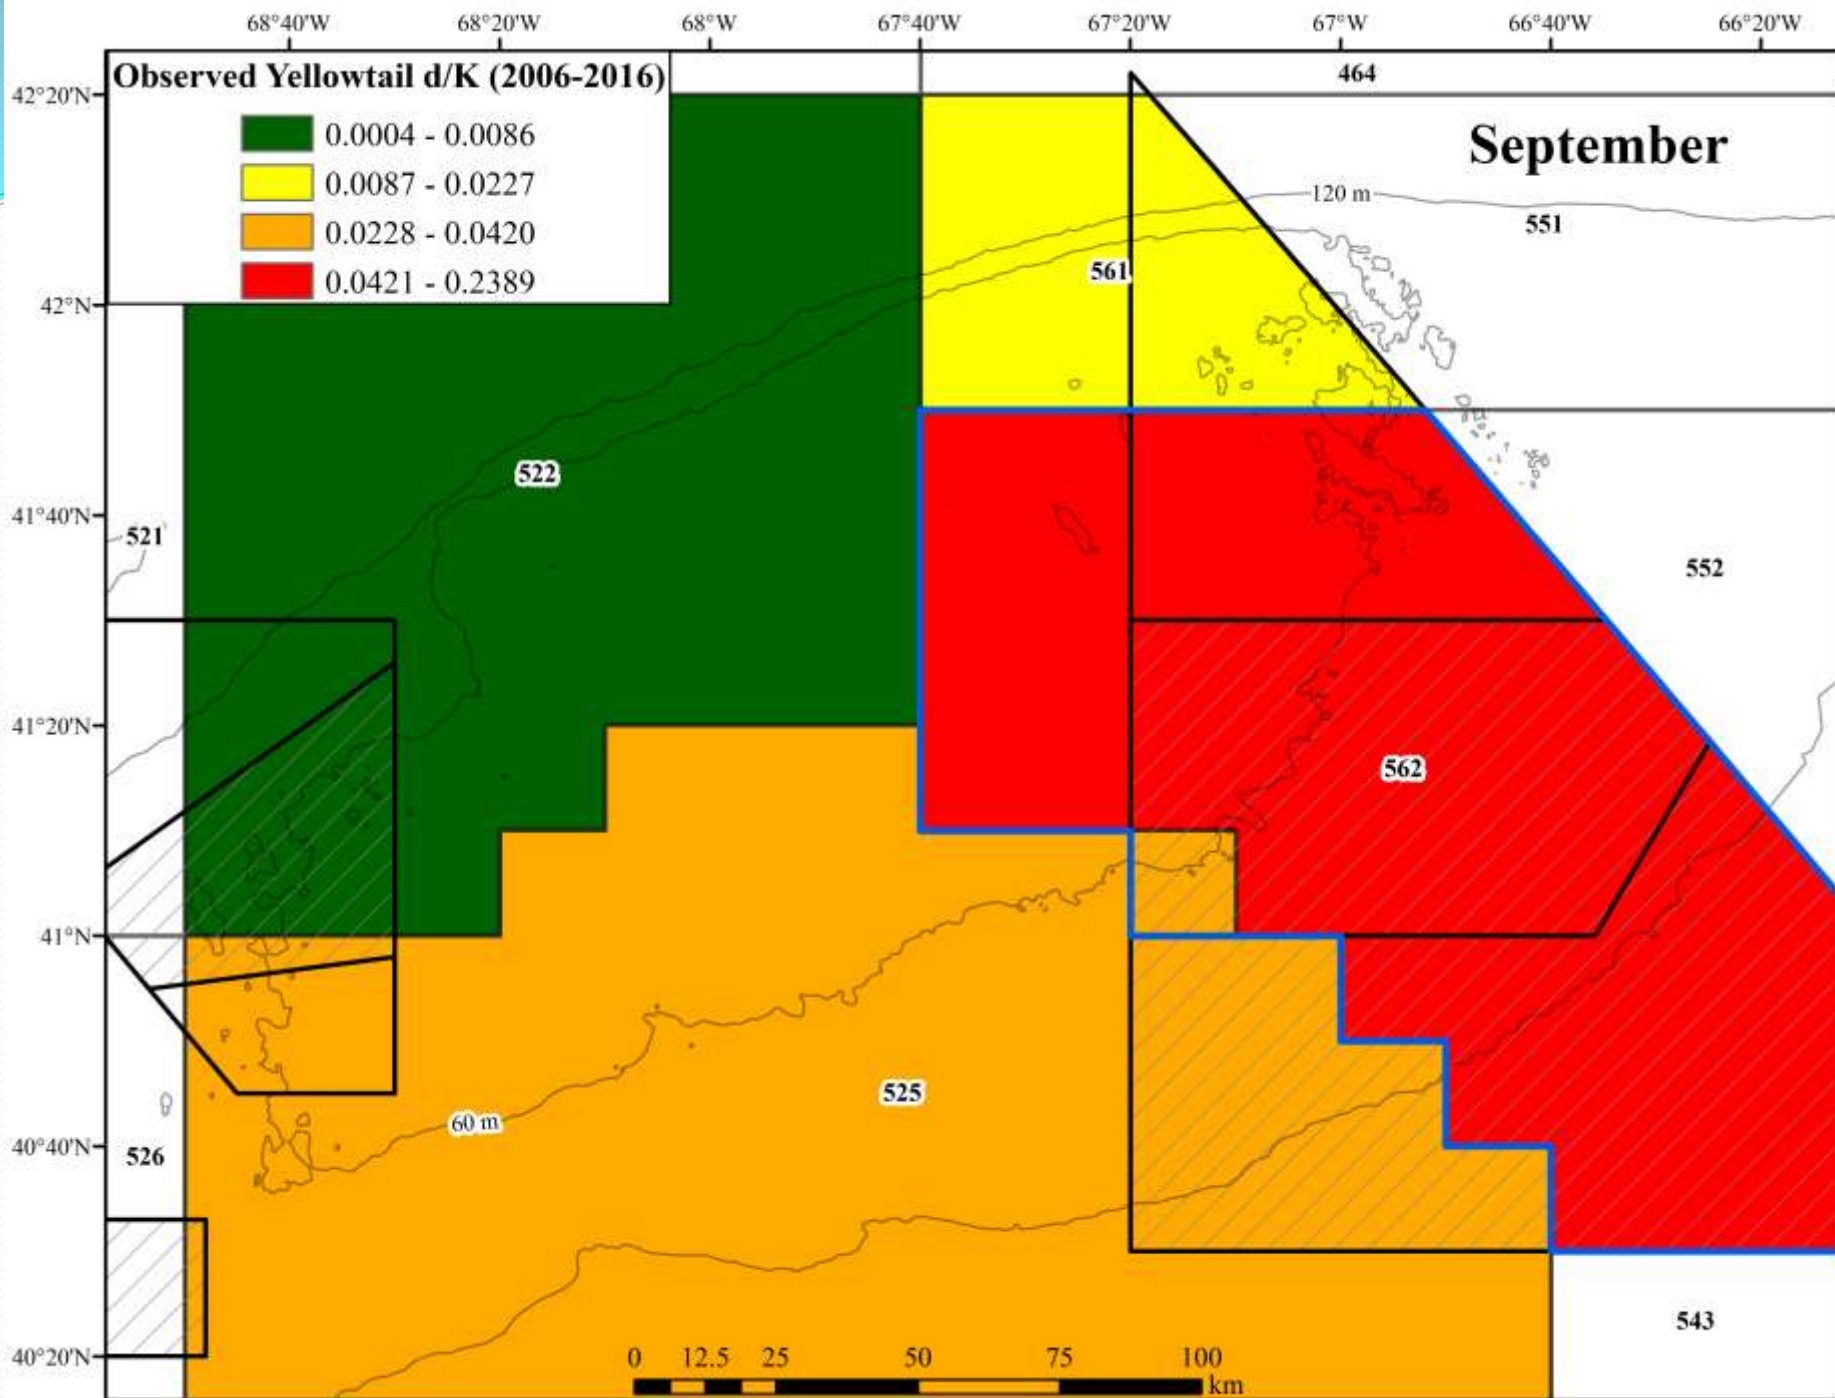 68°40'W 68°20'W 68°W 67°40'W 67°20'W 67°W 66°40'W 66°20'W
Observed Yellowtail d/K (2006-2016)
0.0004 - 0.0086
0.0087 - 0.0227
0.0228 - 0.0420
0.0421 - 0.2389
September
464
42°20'N
120 m
551
561
42°N
522
41°40'N
521
552
41°20'N
562
41°N
525
60 m
40°40'N
526
543
40°20'N
0 12.5 25 50 75 100
km